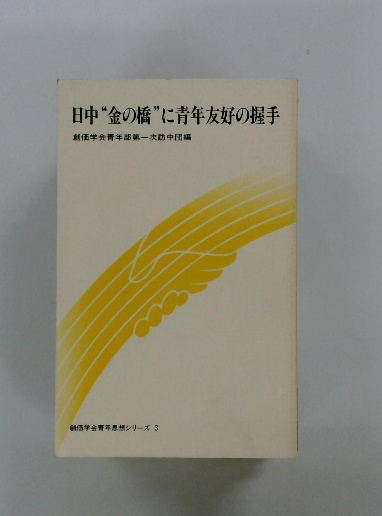 日中“金の橋”に青年友好の握手
創価学会青年部第一次訪中団編
創価学会青年思想シリーズ 3